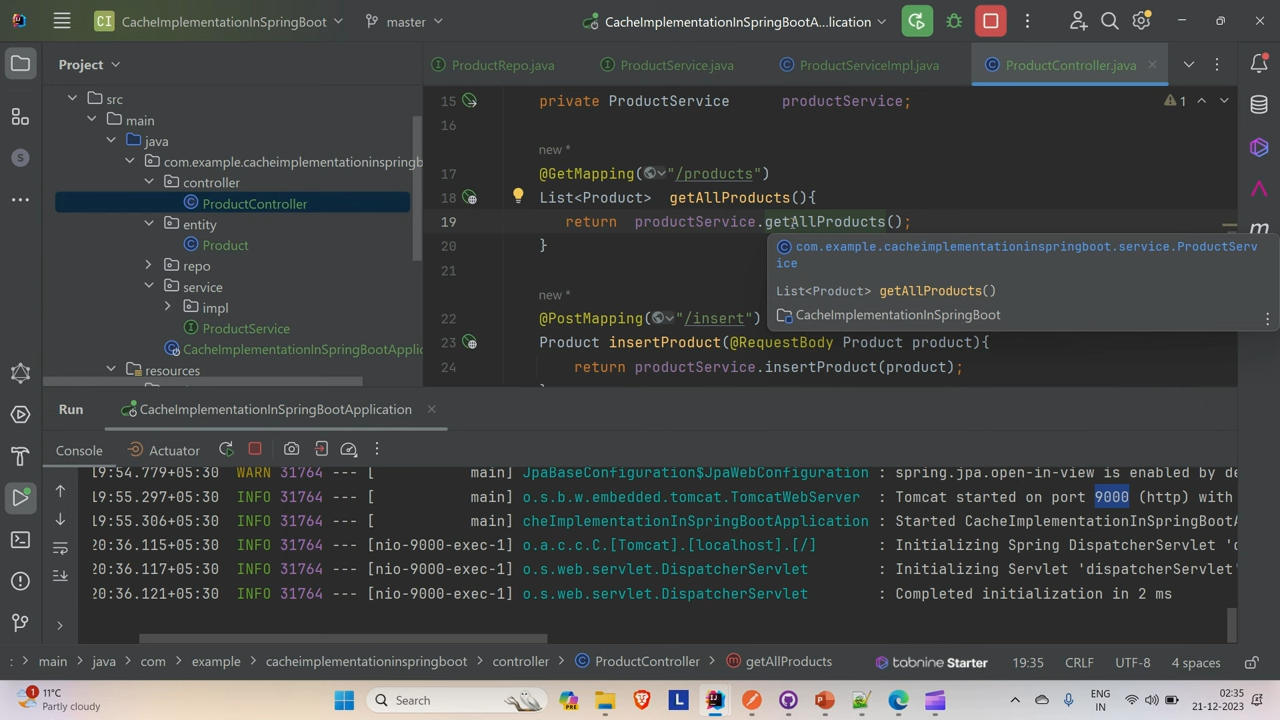 CI CacheImplementationInSpringBoot master CacheImplementationInSpringBootA...lication
Project
ProductRepo.java ProductService.java ProductServiceImpl.java ProductController.java
src
main
java
com.example.cacheimplementationinspringb
controller
ProductController
entity
Product
repo
service
impl
ProductService
CacheImplementationInSpringBootApplic
resources
15 private ProductService productService; 1
16
new *
17 @GetMapping("/products")
18 List<Product> getAllProducts(){
19 return productService.getAllProducts();
20 }
21
new *
22 @PostMapping("/insert")
23 Product insertProduct(@RequestBody Product product){
24 return productService.insertProduct(product);
com.example.cacheimplementationinspringboot.service.ProductServ
ice
List<Product> getAllProducts()
CacheImplementationInSpringBoot
m
S
Run CacheImplementationInSpringBootApplication
Console Actuator
19:54.779+05:30 WARN 31764 --- [ main] JpaBaseConfiguration$JpaWebConfiguration : spring.jpa.open-in-view is enabled by de
19:55.297+05:30 INFO 31764 --- [ main] o.s.b.w.embedded.tomcat.TomcatWebServer : Tomcat started on port 9000 (http) with
19:55.306+05:30 INFO 31764 --- [ main] cheImplementationInSpringBootApplication : Started CacheImplementationInSpringBootA
20:36.115+05:30 INFO 31764 --- [nio-9000-exec-1] o.a.c.c.C.[Tomcat].[localhost].[/] : Initializing Spring DispatcherServlet 'd
20:36.117+05:30 INFO 31764 --- [nio-9000-exec-1] o.s.web.servlet.DispatcherServlet : Initializing Servlet 'dispatcherServlet'
20:36.121+05:30 INFO 31764 --- [nio-9000-exec-1] o.s.web.servlet.DispatcherServlet : Completed initialization in 2 ms
: main java com example cacheimplementationinspringboot controller ProductController getAllProducts tabnine Starter 19:35 CRLF UTF-8 4 spaces
1 11°C
Partly cloudy
Search
PRE
L
ENG
IN
02:35
21-12-2023